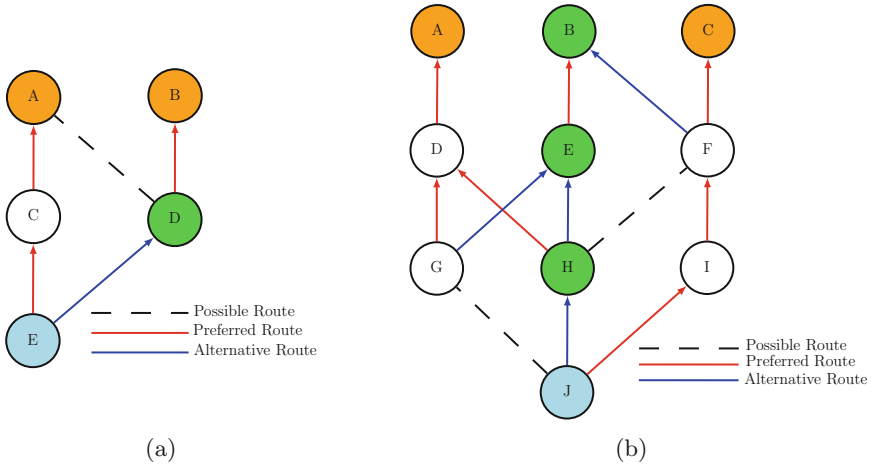 A
B
C
D
E
Possible Route
Preferred Route
Alternative Route
(a)
A
B
C
D
E
F
G
H
I
J
Possible Route
Preferred Route
Alternative Route
(b)